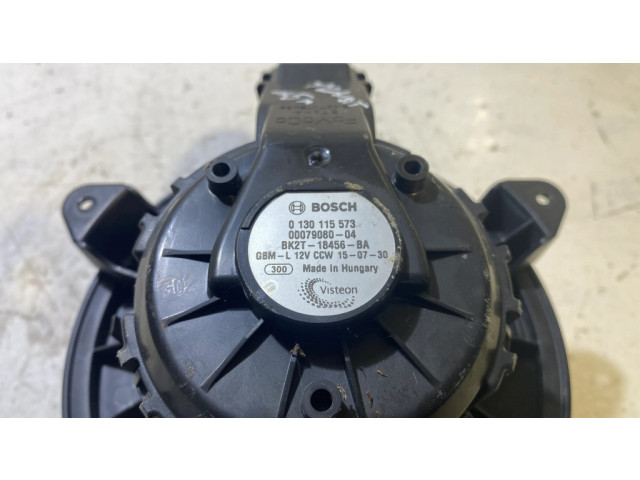 BOSCH
0 130 115 573
00079080-04
BK2T-18456-BA
GBM-L 12V CCW 15-07-30
300 Made in Hungary
Visteon